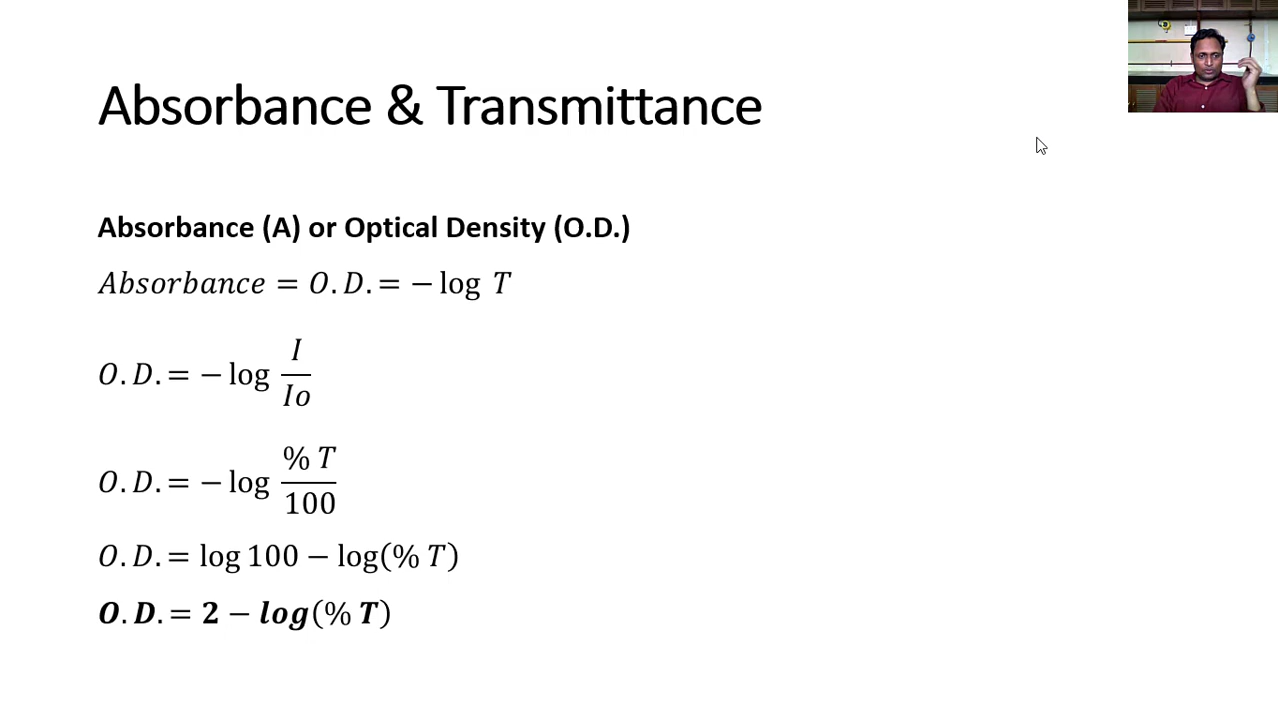 Absorbance & Transmittance
Absorbance (A) or Optical Density (O.D.)
Absorbance = O.D. = − log T
O.D. = − log I/Io
O.D. = − log % T/100
O.D. = log 100 − log(% T)
O.D. = 2 − log(% T)